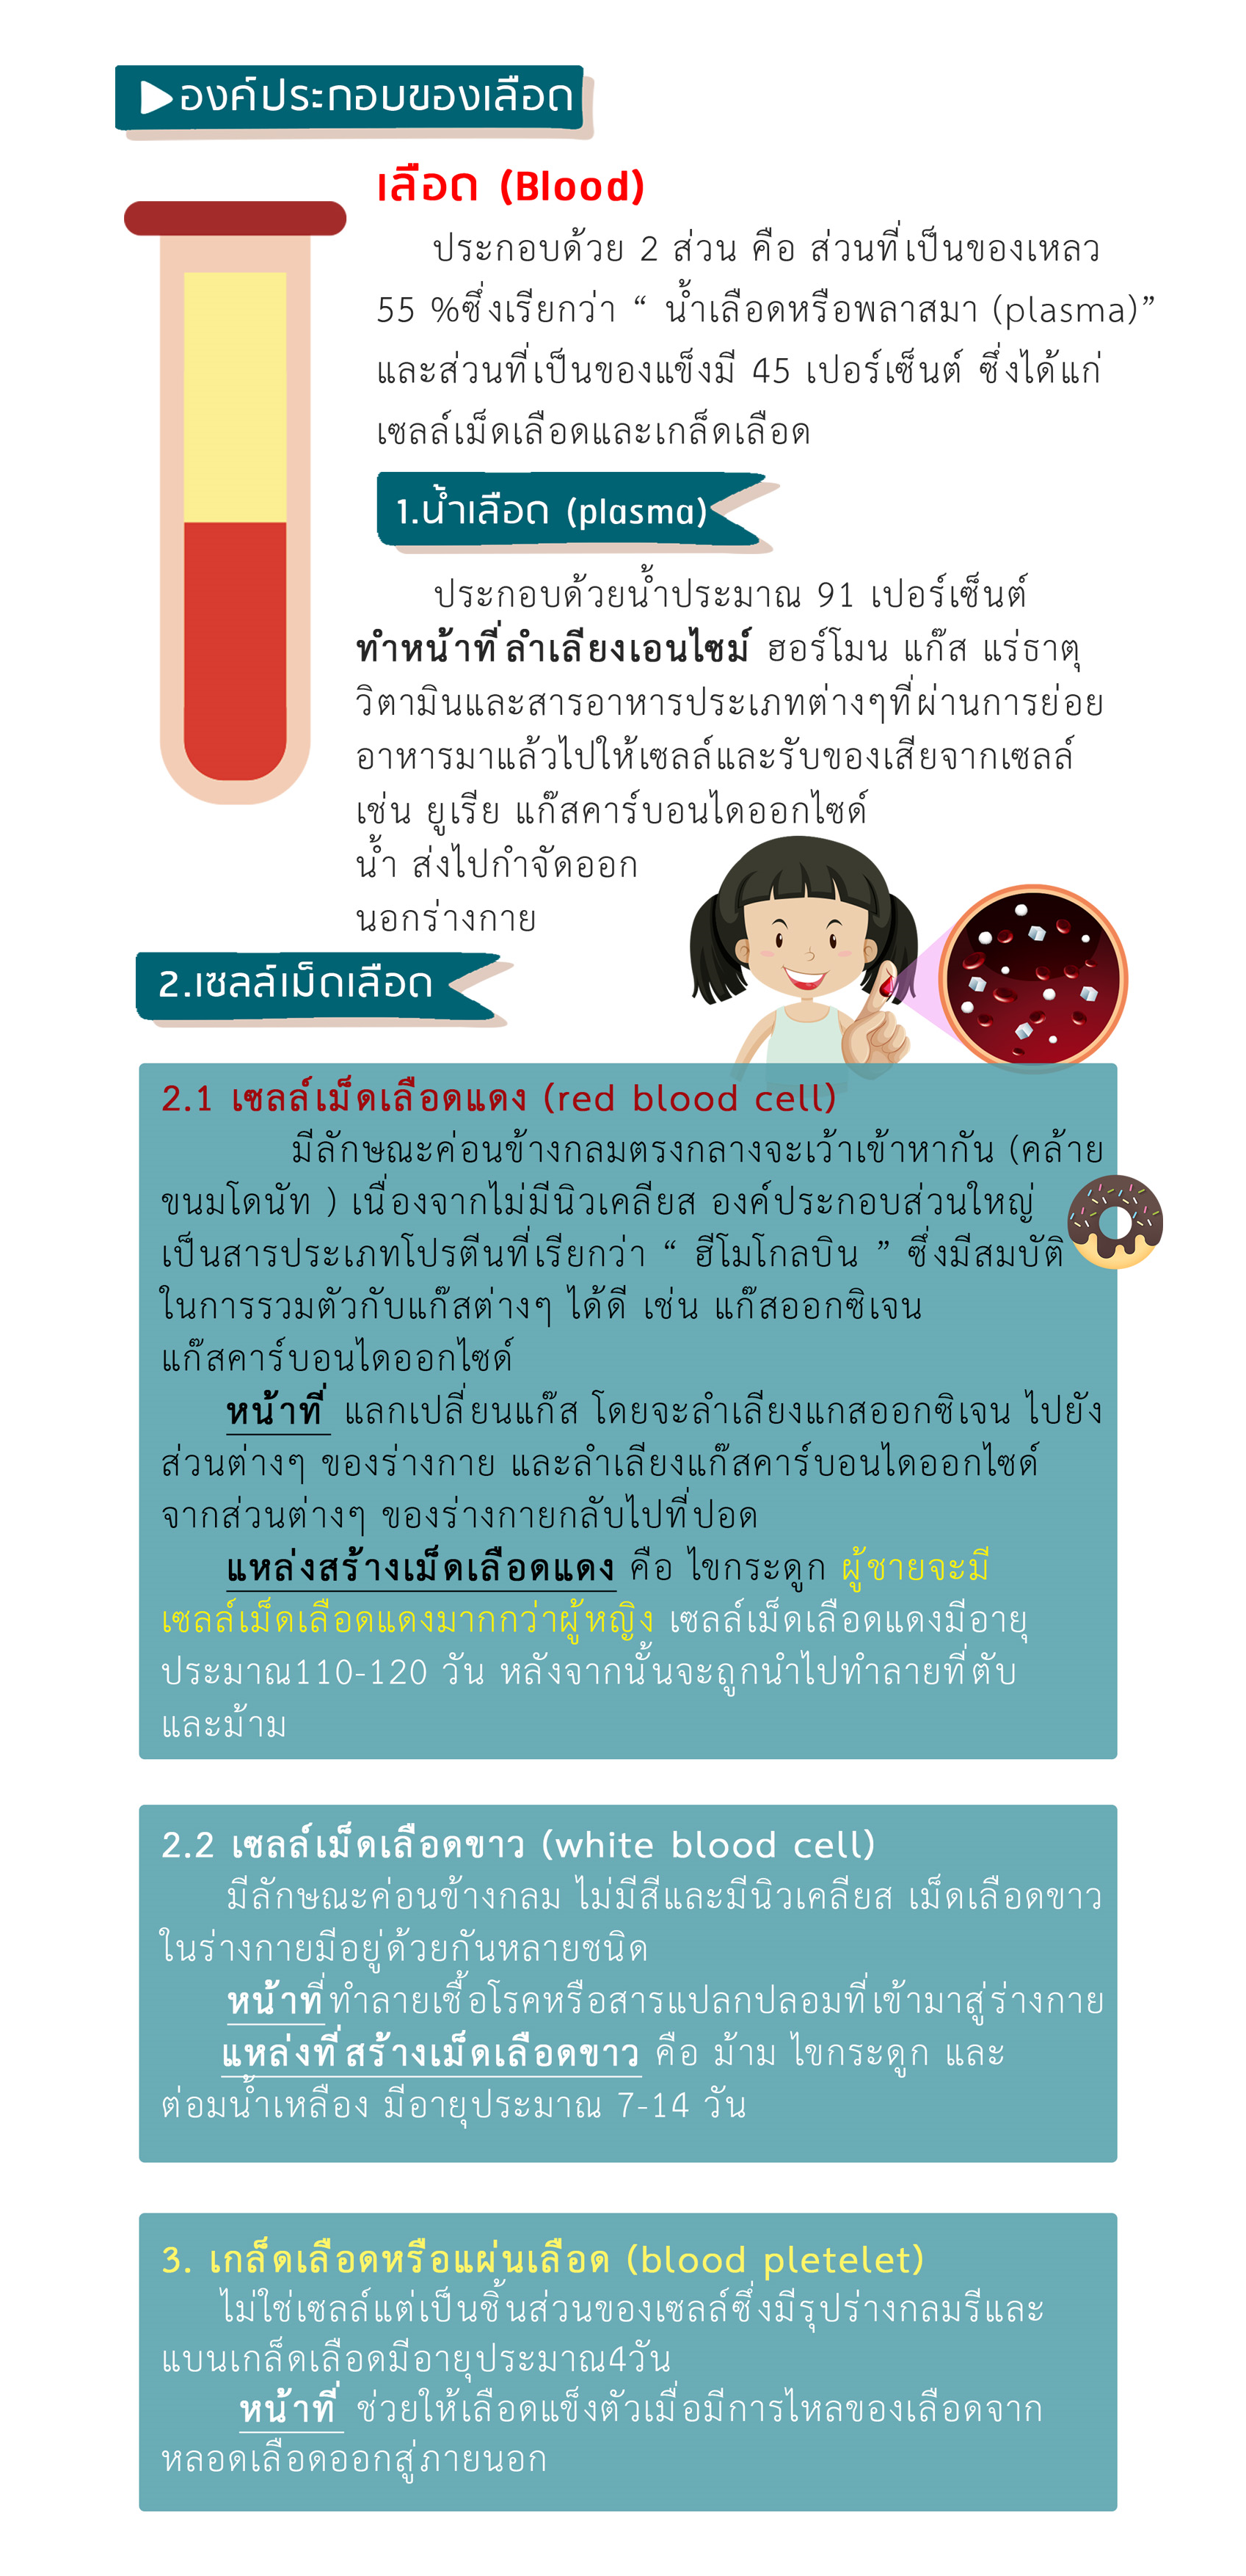 องค์ประกอบของเลือด
เลือด (Blood)
ประกอบด้วย 2 ส่วน คือ ส่วนที่เป็นของเหลว
55 %ซึ่งเรียกว่า “ น้ำเลือดหรือพลาสมา (plasma)”
และส่วนที่เป็นของแข็งมี 45 เปอร์เซ็นต์ ซึ่งได้แก่
เซลล์เม็ดเลือดและเกล็ดเลือด
1.น้ำเลือด (plasma)
ประกอบด้วยน้ำประมาณ 91 เปอร์เซ็นต์
ทำหน้าที่ลำเลียงเอนไซม์ ฮอร์โมน แก๊ส แร่ธาตุ
วิตามินและสารอาหารประเภทต่างๆที่ผ่านการย่อย
อาหารมาแล้วไปให้เซลล์และรับของเสียจากเซลล์
เช่น ยูเรีย แก๊สคาร์บอนไดออกไซด์
น้ำ ส่งไปกำจัดออก
นอกร่างกาย
2.เซลล์เม็ดเลือด
2.1 เซลล์เม็ดเลือดแดง (red blood cell)
มีลักษณะค่อนข้างกลมตรงกลางจะเว้าเข้าหากัน (คล้าย
ขนมโดนัท ) เนื่องจากไม่มีนิวเคลียส องค์ประกอบส่วนใหญ่
เป็นสารประเภทโปรตีนที่เรียกว่า “ ฮีโมโกลบิน ” ซึ่งมีสมบัติ
ในการรวมตัวกับแก๊สต่างๆ ได้ดี เช่น แก๊สออกซิเจน
แก๊สคาร์บอนไดออกไซด์
หน้าที่ แลกเปลี่ยนแก๊ส โดยจะลำเลียงแกสออกซิเจน ไปยัง
ส่วนต่างๆ ของร่างกาย และลำเลียงแก๊สคาร์บอนไดออกไซด์
จากส่วนต่างๆ ของร่างกายกลับไปที่ปอด
แหล่งสร้างเม็ดเลือดแดง คือ ไขกระดูก ผู้ชายจะมี
เซลล์เม็ดเลือดแดงมากกว่าผู้หญิง เซลล์เม็ดเลือดแดงมีอายุ
ประมาณ110-120 วัน หลังจากนั้นจะถูกนำไปทำลายที่ตับ
และม้าม
2.2 เซลล์เม็ดเลือดขาว (white blood cell)
มีลักษณะค่อนข้างกลม ไม่มีสีและมีนิวเคลียส เม็ดเลือดขาว
ในร่างกายมีอยู่ด้วยกันหลายชนิด
หน้าที่ทำลายเชื้อโรคหรือสารแปลกปลอมที่เข้ามาสู่ร่างกาย
แหล่งที่สร้างเม็ดเลือดขาว คือ ม้าม ไขกระดูก และ
ต่อมน้ำเหลือง มีอายุประมาณ 7-14 วัน
3. เกล็ดเลือดหรือแผ่นเลือด (blood pletelet)
ไม่ใช่เซลล์แต่เป็นชิ้นส่วนของเซลล์ซึ่งมีรุปร่างกลมรีและ
แบนเกล็ดเลือดมีอายุประมาณ4วัน
หน้าที่ ช่วยให้เลือดแข็งตัวเมื่อมีการไหลของเลือดจาก
หลอดเลือดออกสู่ภายนอก